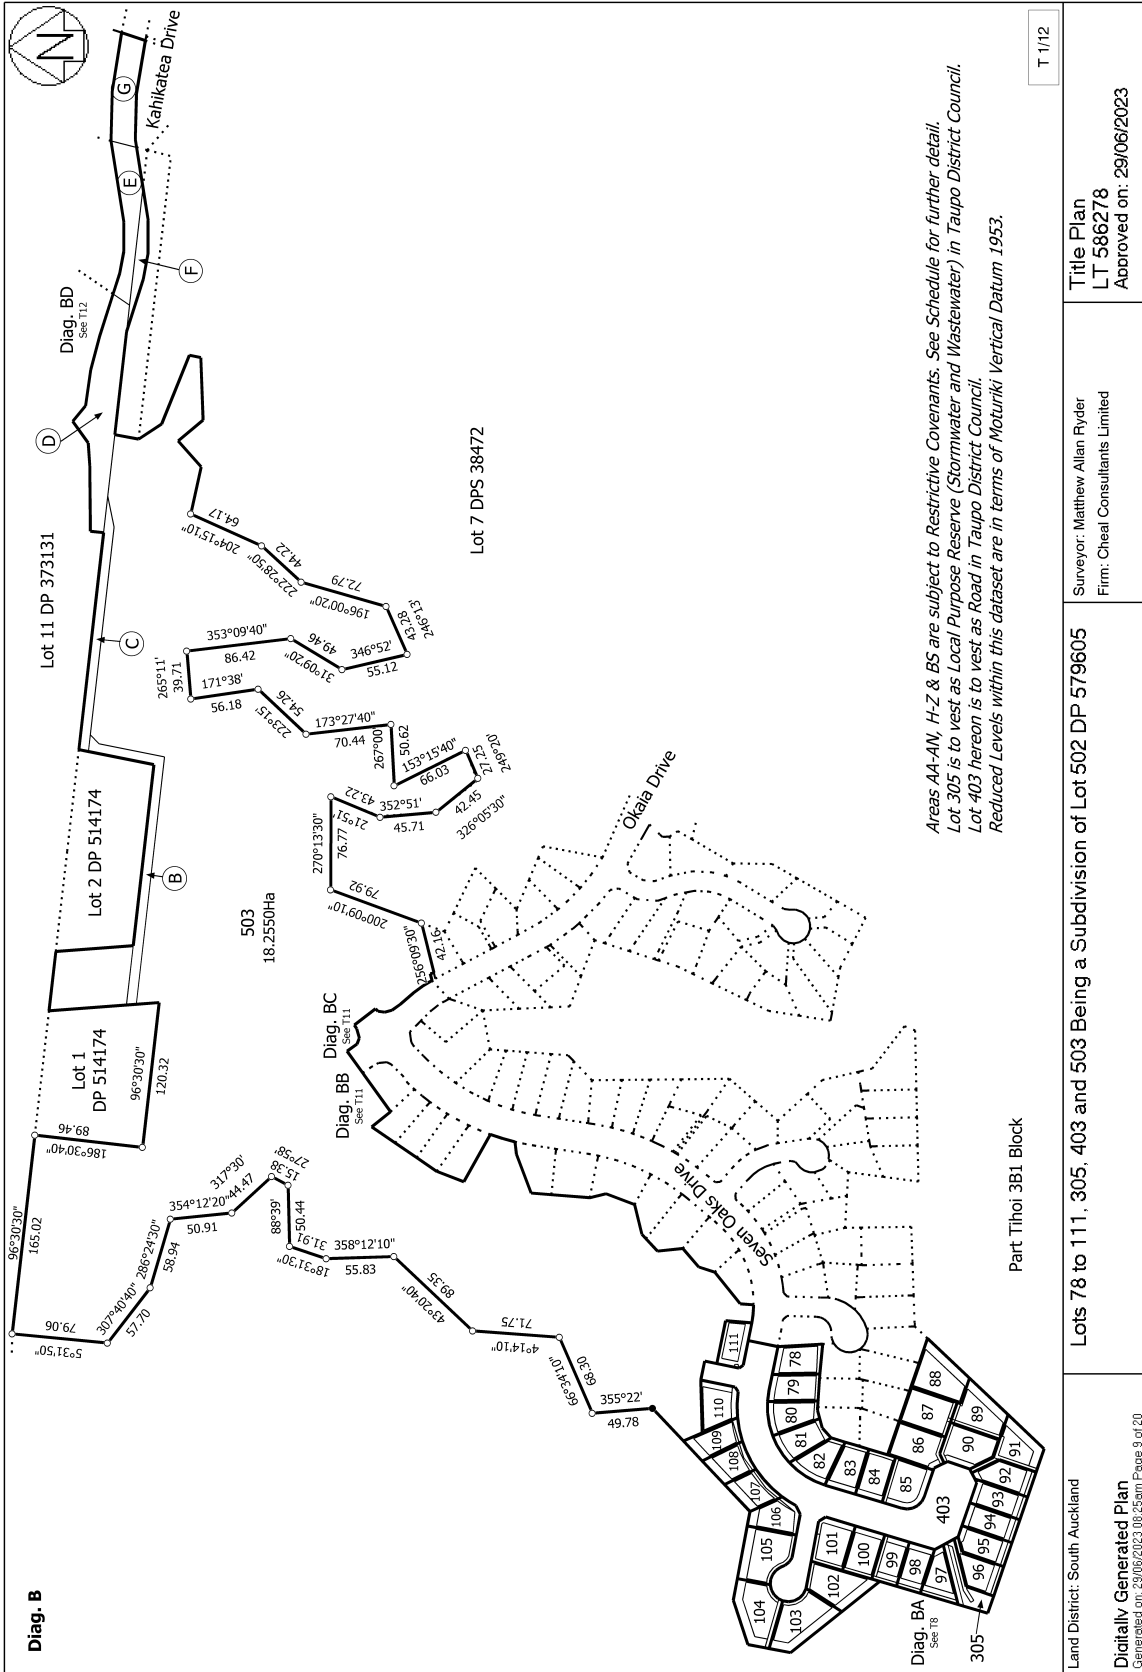 Diag. B
N
Kahikatea Drive
G
E
F
Diag. BD
See T12
D
Lot 11 DP 373131
C
Lot 2 DP 514174
B
Lot 1
DP 514174
503
18.2550Ha
Lot 7 DPS 38472
96°30'30"
165.02
89.46
186°30'40"
96°30'30"
120.32
5°31'50"
79.06
307°40'40"
57.70
286°24'30"
58.94
354°12'20"
50.91
317°30'
44.47
27°58'
15.38
88°39'
50.44
18°31'30"
31.91
358°12'10"
55.83
43°20'40"
89.35
4°14'10"
71.75
66°34'10"
68.30
355°22'
49.78
204°15'10"
64.17
222°28'50"
44.22
196°00'20"
72.79
246°13'
43.28
346°52'
55.12
31°09'20"
49.46
353°09'40"
86.42
265°11'
39.71
171°38'
56.18
223°15'
54.26
173°27'40"
70.44
267°00'
50.62
153°15'40"
66.03
249°20'
27.25
326°05'30"
42.45
352°51'
45.71
21°51'
43.22
270°13'30"
76.77
200°09'10"
79.92
256°09'30"
42.16
Diag. BC
See T11
Diag. BB
See T11
Okaia Drive
Seven Oaks Drive
Part Tihoi 3B1 Block
111
110
109
108
107
106
105
104
103
102
101
100
99
98
97
96
95
94
93
92
91
90
89
88
87
86
85
84
83
82
81
80
79
78
403
Diag. BA
See T8
305
Areas AA-AN, H-Z & BS are subject to Restrictive Covenants. See Schedule for further detail.
Lot 305 is to vest as Local Purpose Reserve (Stormwater and Wastewater) in Taupo District Council.
Lot 403 hereon is to vest as Road in Taupo District Council.
Reduced Levels within this dataset are in terms of Moturiki Vertical Datum 1953.
T 1/12
Land District: South Auckland
Digitally Generated Plan
Generated on: 29/06/2023 08:25am Page 9 of 20
Lots 78 to 111, 305, 403 and 503 Being a Subdivision of Lot 502 DP 579605
Surveyor: Matthew Allan Ryder
Firm: Cheal Consultants Limited
Title Plan
LT 586278
Approved on: 29/06/2023